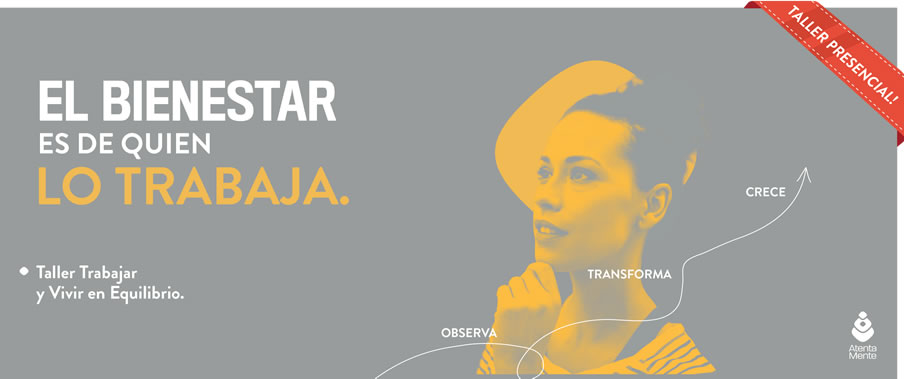 EL BIENESTAR
ES DE QUIEN
LO TRABAJA.
Taller Trabajar
y Vivir en Equilibrio.
OBSERVA
TRANSFORMA
CRECE
TALLER PRESENCIAL!
Atenta
Mente